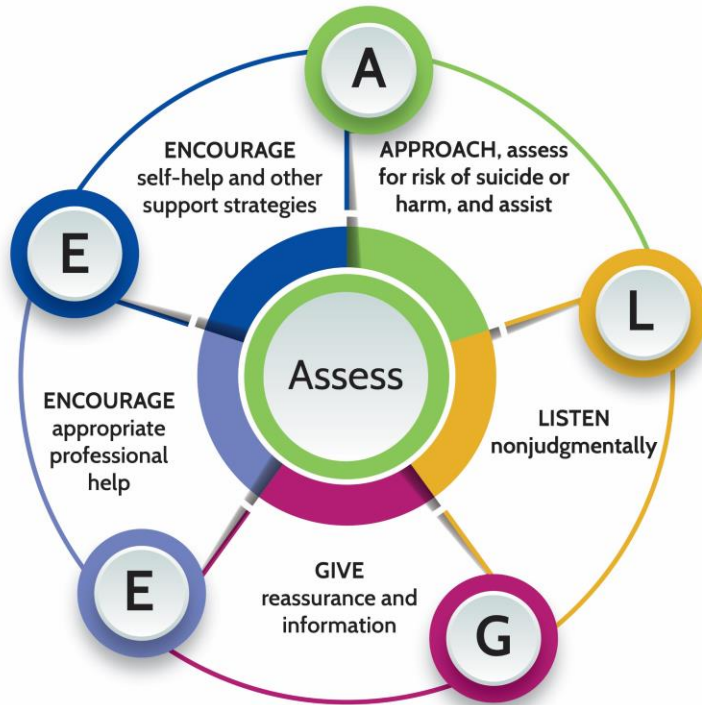 A
APPROACH, assess
for risk of suicide or
harm, and assist
L
LISTEN
nonjudgmentally
G
GIVE
reassurance and
information
E
ENCOURAGE
appropriate
professional
help
E
ENCOURAGE
self-help and other
support strategies
Assess